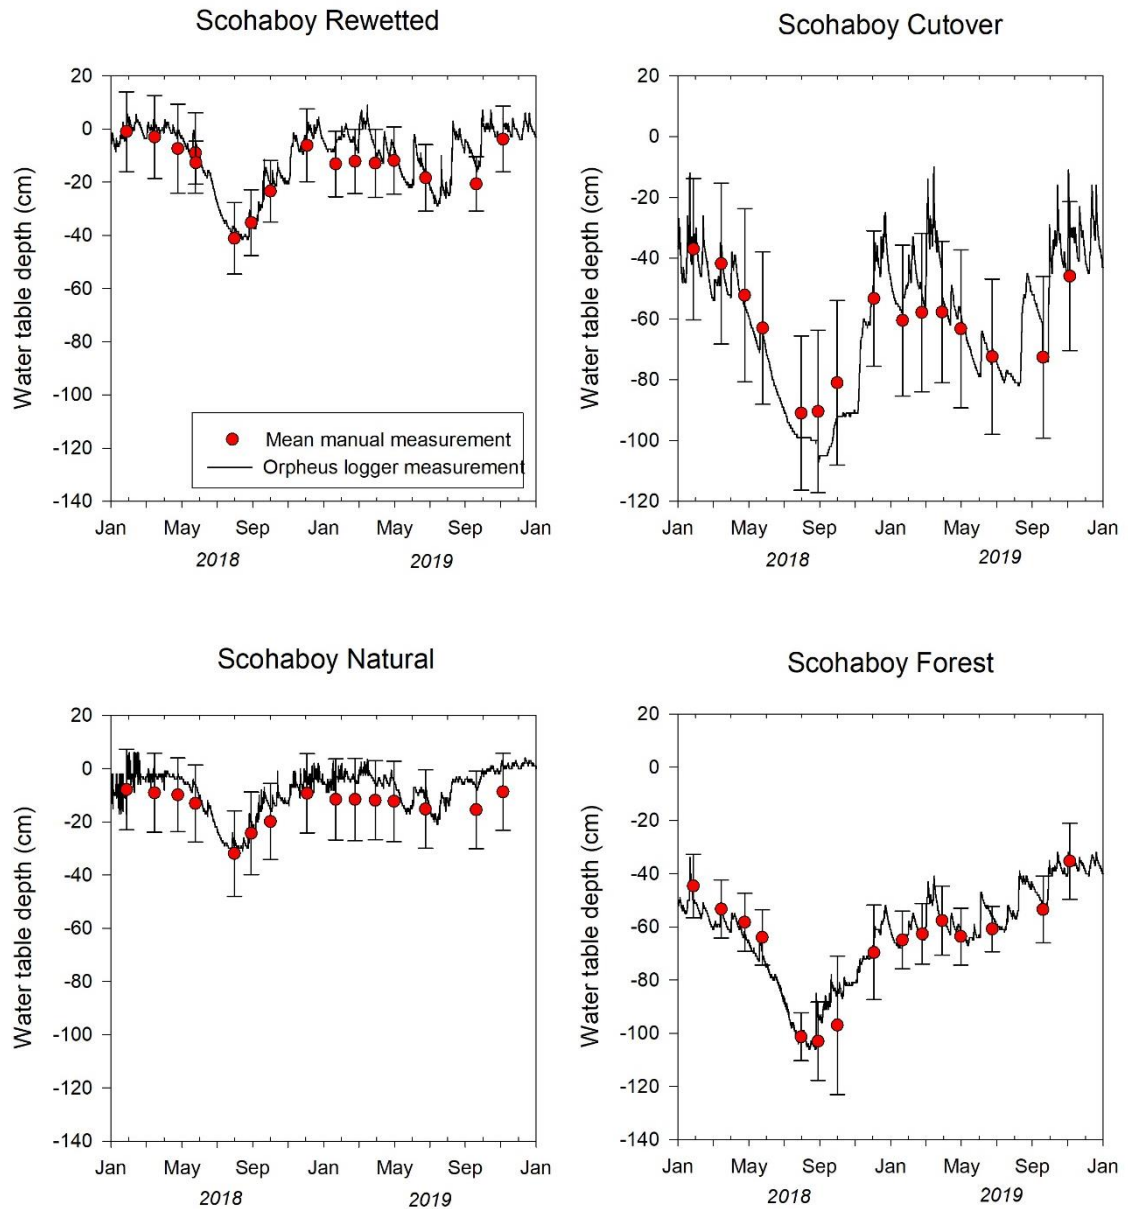 Scohaboy Rewetted
Water table depth (cm)
20
0
-20
-40
-60
-80
-100
-120
-140
Mean manual measurement
Orpheus logger measurement
Jan May Sep Jan May Sep Jan
2018 2019
Scohaboy Cutover
Water table depth (cm)
20
0
-20
-40
-60
-80
-100
-120
Jan May Sep Jan May Sep Jan
2018 2019
Scohaboy Natural
Water table depth (cm)
20
0
-20
-40
-60
-80
-100
-120
-140
Jan May Sep Jan May Sep Jan
2018 2019
Scohaboy Forest
Water table depth (cm)
20
0
-20
-40
-60
-80
-100
-120
-140
Jan May Sep Jan May Sep Jan
2018 2019